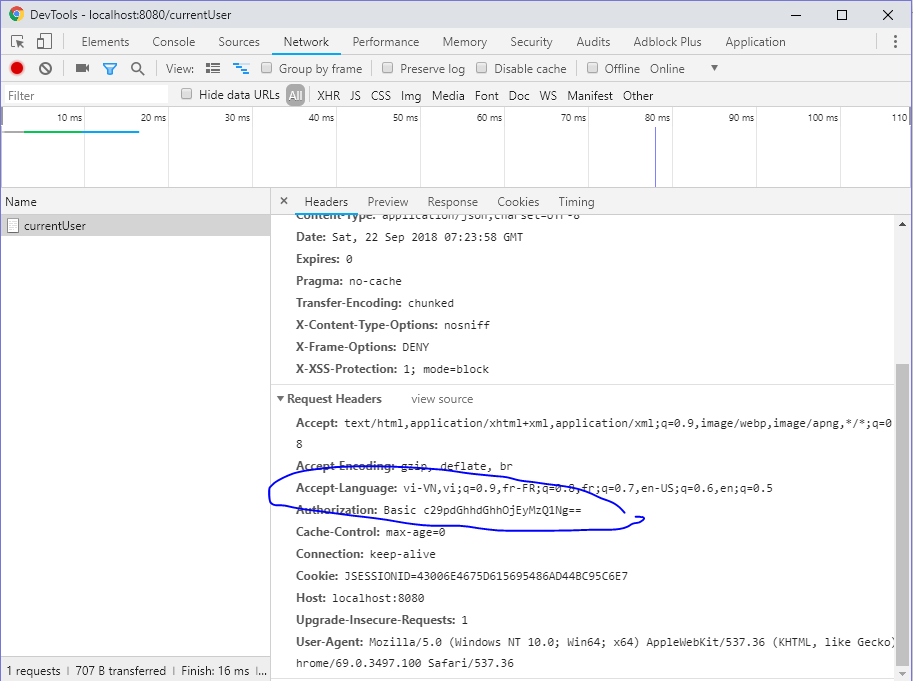 DevTools - localhost:8080/currentUser
Elements Console Sources Network Performance Memory Security Audits Adblock Plus Application
View: Group by frame Preserve log Disable cache Offline Online
Filter Hide data URLs All XHR JS CSS Img Media Font Doc WS Manifest Other
10 ms 20 ms 30 ms 40 ms 50 ms 60 ms 70 ms 80 ms 90 ms 100 ms 110
Name × Headers Preview Response Cookies Timing
currentUser
Content-Type: application/json;charset=UTF-8
Date: Sat, 22 Sep 2018 07:23:58 GMT
Expires: 0
Pragma: no-cache
Transfer-Encoding: chunked
X-Content-Type-Options: nosniff
X-Frame-Options: DENY
X-XSS-Protection: 1; mode=block
Request Headers view source
Accept: text/html,application/xhtml+xml,application/xml;q=0.9,image/webp,image/apng,*/*;q=0
8
Accept-Encoding: gzip, deflate, br
Accept-Language: vi-VN,vi;q=0.9,fr-FR;q=0.8,fr;q=0.7,en-US;q=0.6,en;q=0.5
Authorization: Basic c29pdGhhdGhhOjEyMzQ1Ng==
Cache-Control: max-age=0
Connection: keep-alive
Cookie: JSESSIONID=43006E4675D615695486AD44BC95C6E7
Host: localhost:8080
Upgrade-Insecure-Requests: 1
User-Agent: Mozilla/5.0 (Windows NT 10.0; Win64; x64) AppleWebKit/537.36 (KHTML, like Gecko)
hrome/69.0.3497.100 Safari/537.36
1 requests | 707 B transferred | Finish: 16 ms |...